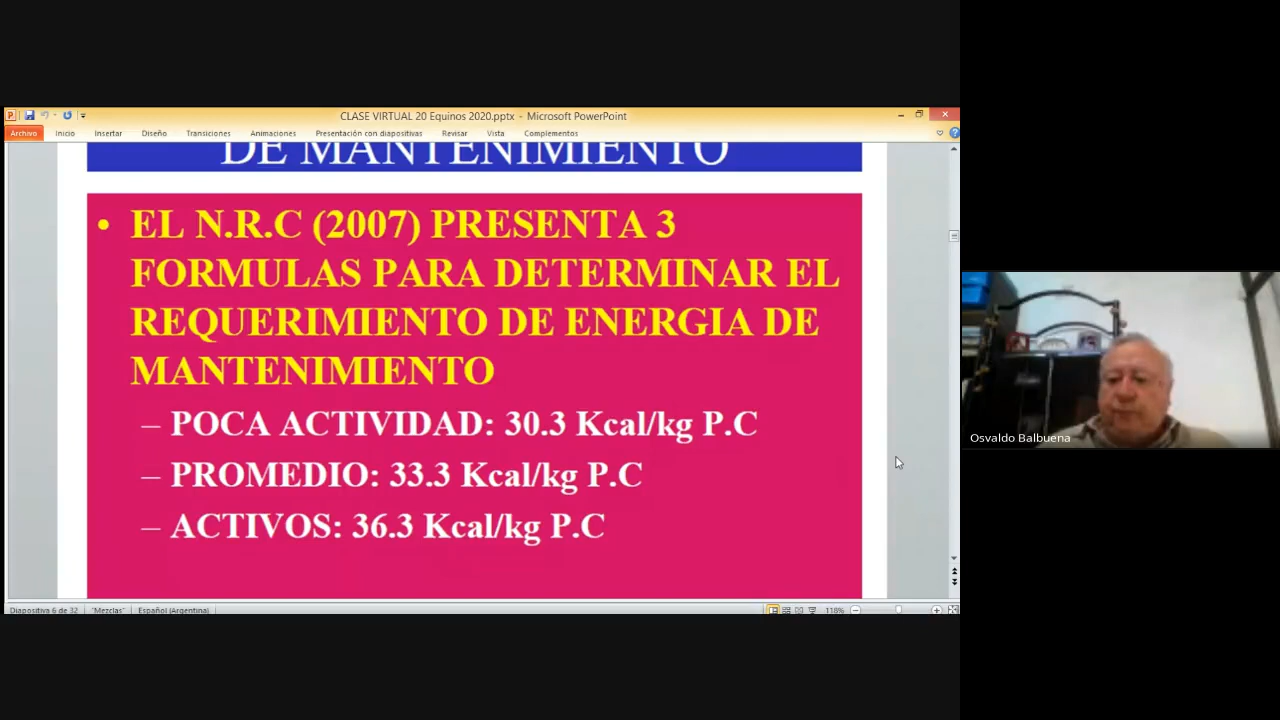 CLASE VIRTUAL 20 Equinos 2020.pptx - Microsoft PowerPoint
Archivo Inicio Insertar Diseño Transiciones Animaciones Presentación con diapositivas Revisar Vista Complementos
DE MANTENIMIENTO
• EL N.R.C (2007) PRESENTA 3
FORMULAS PARA DETERMINAR EL
REQUERIMIENTO DE ENERGIA DE
MANTENIMIENTO
– POCA ACTIVIDAD: 30.3 Kcal/kg P.C
– PROMEDIO: 33.3 Kcal/kg P.C
– ACTIVOS: 36.3 Kcal/kg P.C
Osvaldo Balbuena
Diapositiva 6 de 32 "Mezclas" Español (Argentina) 118%